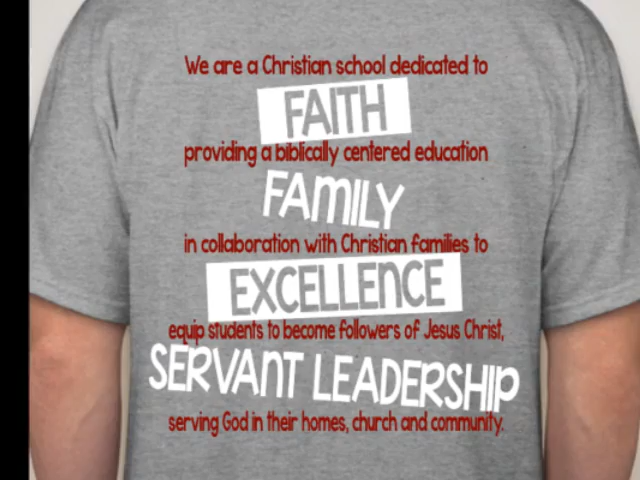 We are a Christian school dedicated to
FAITH
providing a biblically centered education
FAMILY
in collaboration with Christian families to
EXCELLENCE
equip students to become followers of Jesus Christ,
SERVANT LEADERSHIP
serving God in their homes, church and community.